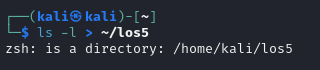 ┌──(kali㉿kali)-[~]
└─$ ls -l > ~/los5
zsh: is a directory: /home/kali/los5